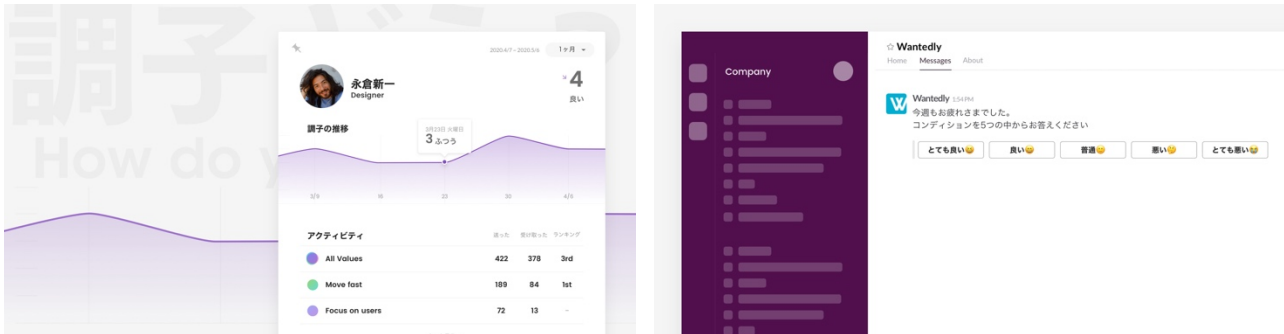 調子どう?
How do y
2020.4/7 - 2020.5/6
1ヶ月
永倉新一
Designer
4
良い
調子の推移
3月23日 火曜日
3 ふつう
3/9
16
23
30
4/5
アクティビティ
送った 受け取った ランキング
All Values 422 378 3rd
Move fast 189 84 1st
Focus on users 72 13 -
Company
☆ Wantedly
Home Messages About
Wantedly 1:54 PM
今週もお疲れさまでした。
コンディションを5つの中からお答えください
とても良い😄 良い😄 普通🙂 悪い🤔 とても悪い😭